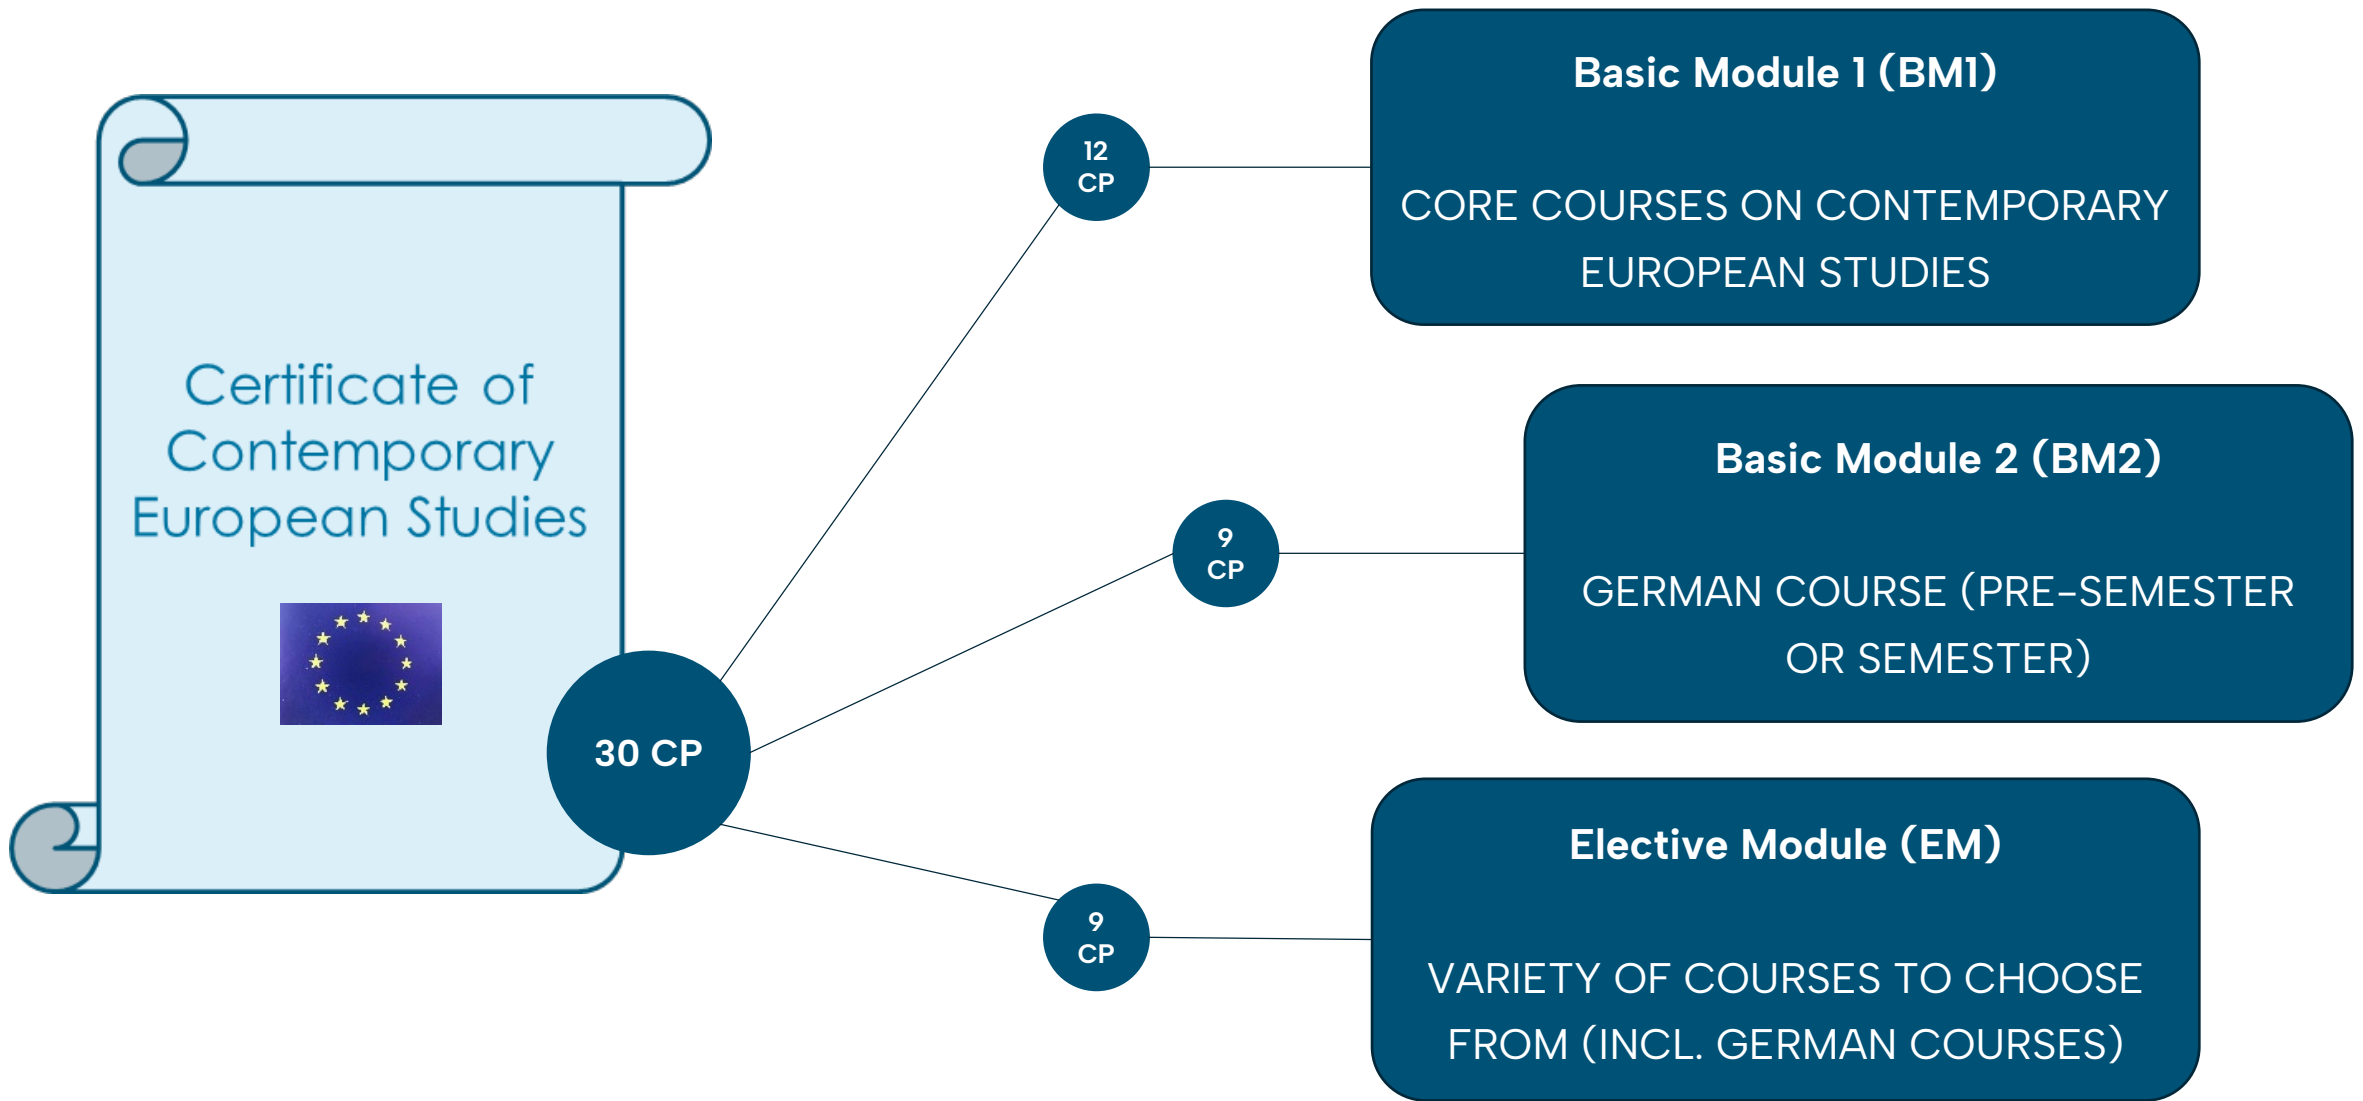 Certificate of
Contemporary
European Studies
30 CP
12
CP
Basic Module 1 (BM1)
CORE COURSES ON CONTEMPORARY
EUROPEAN STUDIES
9
CP
Basic Module 2 (BM2)
GERMAN COURSE (PRE-SEMESTER
OR SEMESTER)
9
CP
Elective Module (EM)
VARIETY OF COURSES TO CHOOSE
FROM (INCL. GERMAN COURSES)